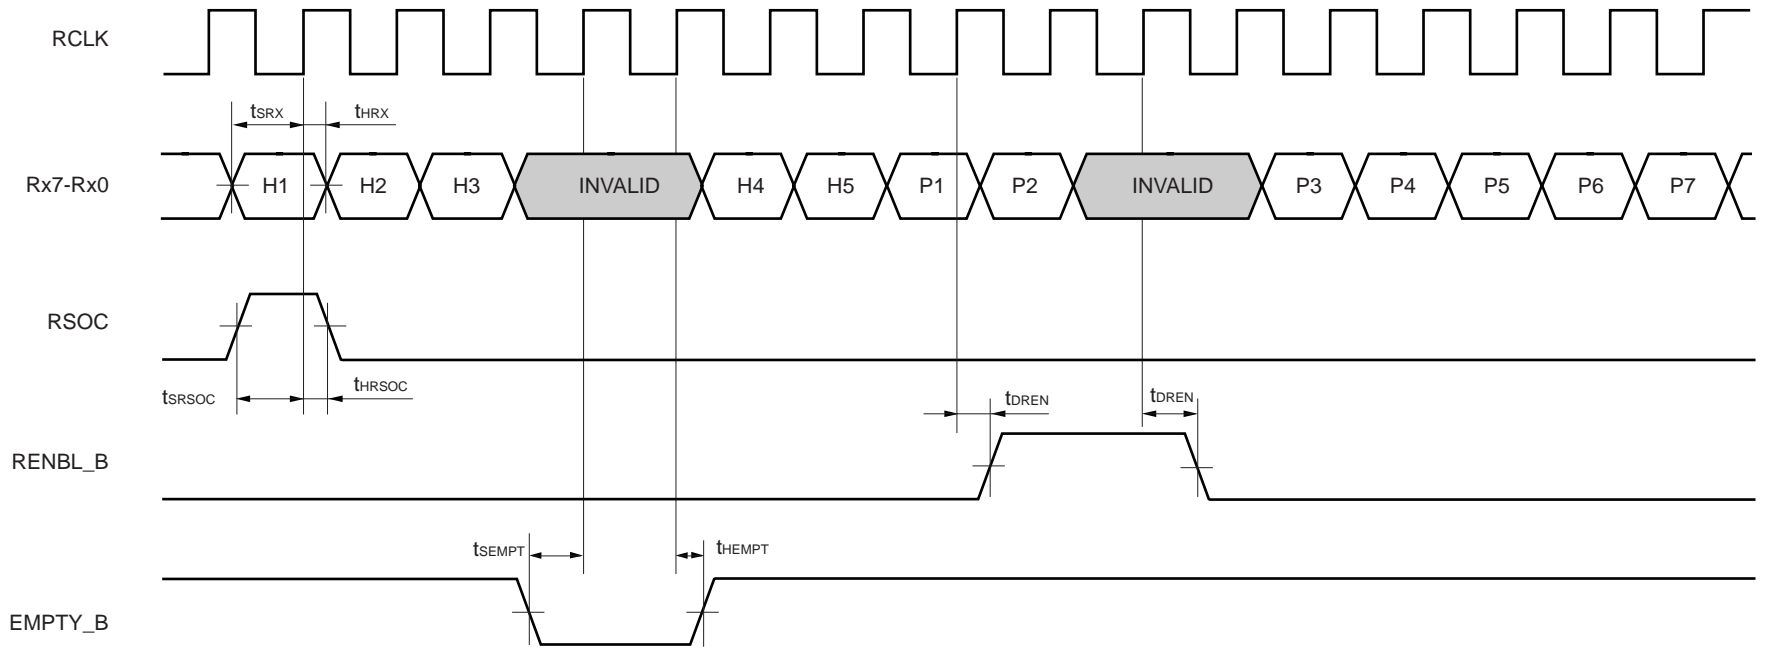 RCLK
tSRX tHRX
Rx7-Rx0 H1 H2 H3 INVALID H4 H5 P1 P2 INVALID P3 P4 P5 P6 P7
RSOC
tSRSOC tHRSOC
tDREN tDREN
RENBL_B
tSEMPT tHEMPT
EMPTY_B